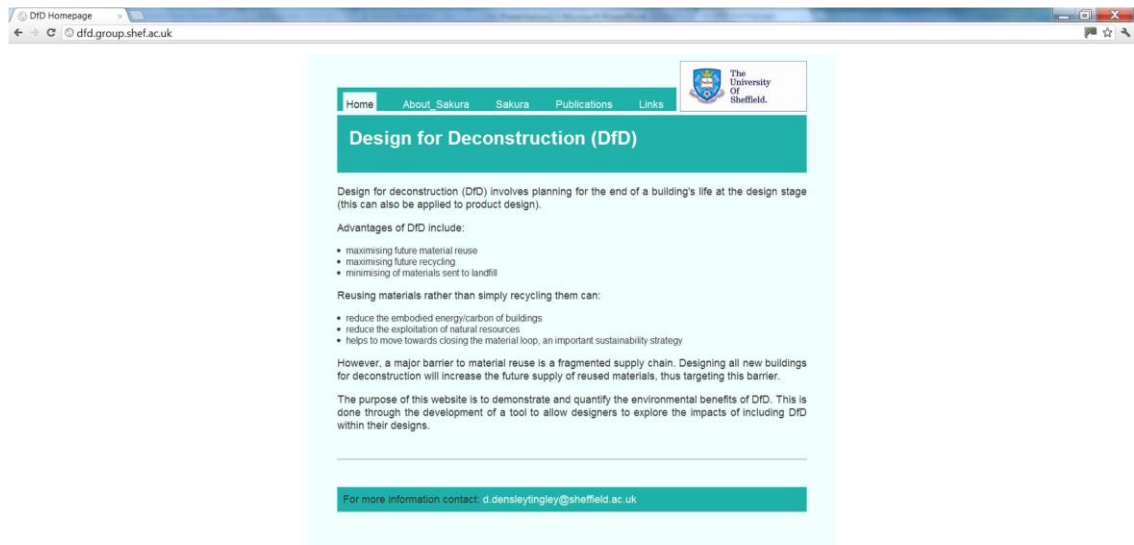 DfD Homepage
dfd.group.shef.ac.uk
The
University
Of
Sheffield.
Home About_Sakura Sakura Publications Links
Design for Deconstruction (DfD)
Design for deconstruction (DfD) involves planning for the end of a building's life at the design stage
(this can also be applied to product design).
Advantages of DfD include:
• maximising future material reuse
• maximising future recycling
• minimising of materials sent to landfill
Reusing materials rather than simply recycling them can:
• reduce the embodied energy/carbon of buildings
• reduce the exploitation of natural resources
• helps to move towards closing the material loop, an important sustainability strategy
However, a major barrier to material reuse is a fragmented supply chain. Designing all new buildings
for deconstruction will increase the future supply of reused materials, thus targeting this barrier.
The purpose of this website is to demonstrate and quantify the environmental benefits of DfD. This is
done through the development of a tool to allow designers to explore the impacts of including DfD
within their designs.
For more information contact: d.densleytingley@sheffield.ac.uk